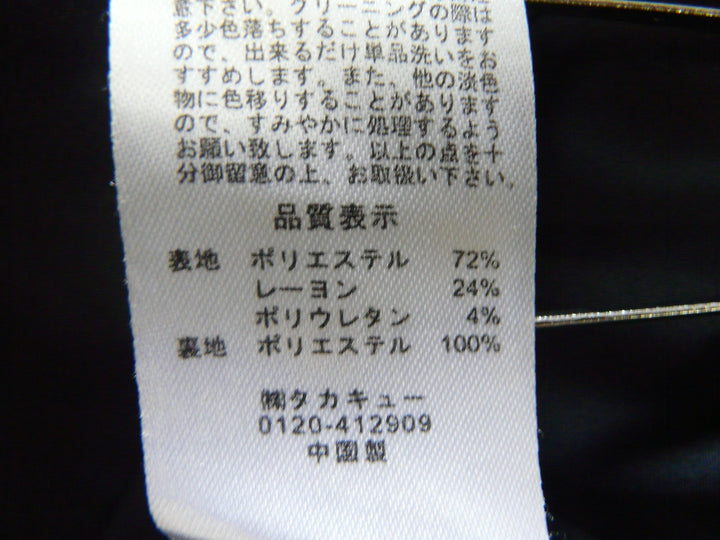 意下さい。クリーニングの際は
多少色落ちすることがあります
ので、出来るだけ単品洗いをお
すすめします。また、他の淡色
物に色移りすることがあります
ので、すみやかに処理するよう
お願い致します。以上の点を十
分御留意の上、お取扱い下さい。
品質表示
表地 ポリエステル 72%
レーヨン 24%
ポリウレタン 4%
裏地 ポリエステル 100%
㈱タカキュー
0120-412909
中国製